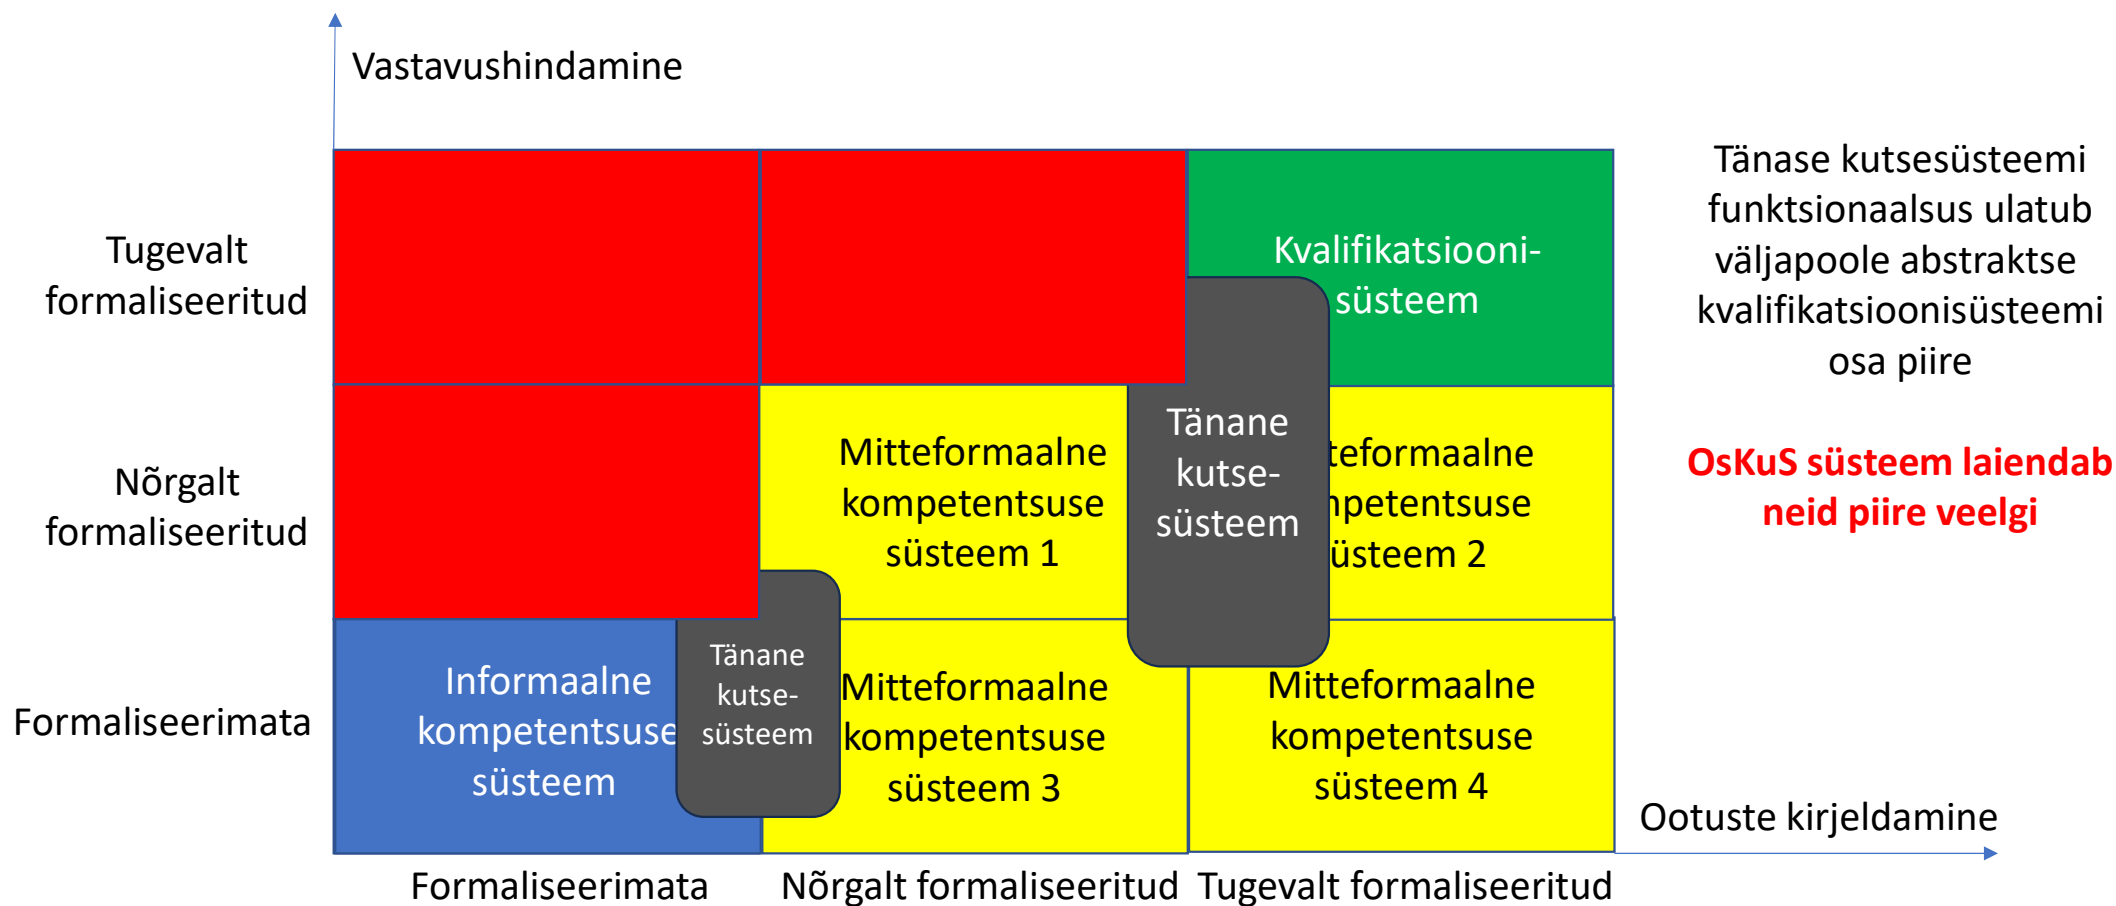 Vastavushindamine
Tugevalt
formaliseeritud
Nõrgalt
formaliseeritud
Formaliseerimata
Kvalifikatsiooni-
süsteem
Mitteformaalne
kompetentsuse
süsteem 1
Tänane
kutse-
süsteem
teformaalne
petentsuse
üsteem 2
Informaalne
kompetentsuse
süsteem
Tänane
kutse-
süsteem
Mitteformaalne
kompetentsuse
süsteem 3
Mitteformaalne
kompetentsuse
süsteem 4
Formaliseerimata
Nõrgalt formaliseeritud
Tugevalt formaliseeritud
Ootuste kirjeldamine
Tänase kutsesüsteemi
funktsionaalsus ulatub
väljapoole abstraktse
kvalifikatsioonisüsteemi
osa piire
OsKuS süsteem laiendab
neid piire veelgi